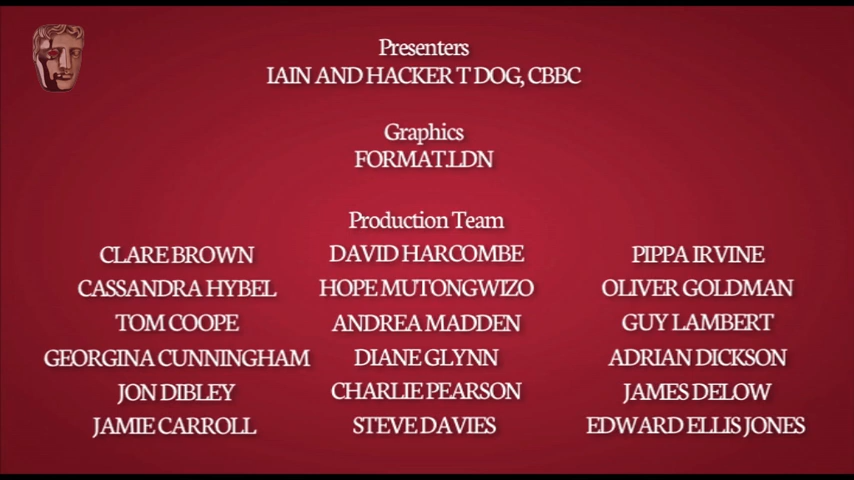 Presenters
IAIN AND HACKER T DOG, CBBC
Graphics
FORMAT.LDN
Production Team
CLARE BROWN DAVID HARCOMBE PIPPA IRVINE
CASSANDRA HYBEL HOPE MUTONGWIZO OLIVER GOLDMAN
TOM COOPE ANDREA MADDEN GUY LAMBERT
GEORGINA CUNNINGHAM DIANE GLYNN ADRIAN DICKSON
JON DIBLEY CHARLIE PEARSON JAMES DELOW
JAMIE CARROLL STEVE DAVIES EDWARD ELLIS JONES